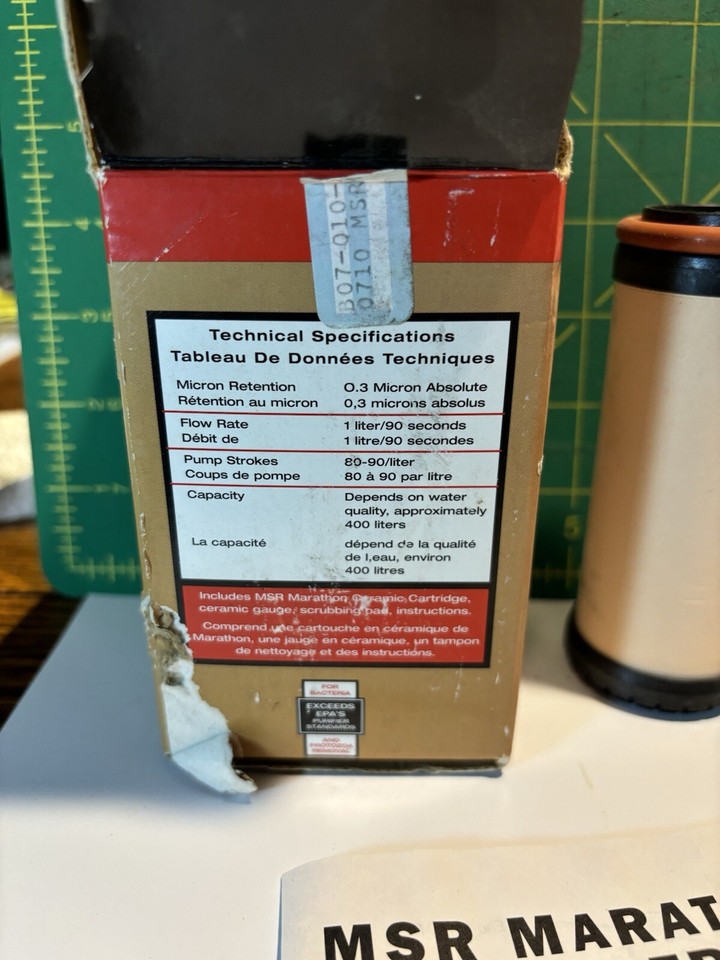 B07-010-
0710 MSR
Technical Specifications
Tableau De Données Techniques
Micron Retention 0.3 Micron Absolute
Rétention au micron 0,3 microns absolus
Flow Rate 1 liter/90 seconds
Débit de 1 litre/90 secondes
Pump Strokes 80-90/liter
Coups de pompe 80 à 90 par litre
Capacity Depends on water
quality, approximately
400 liters
La capacité dépend de la qualité
de l,eau, environ
400 litres
Includes MSR Marathon Ceramic Cartridge,
ceramic gauge, scrubbing pad, instructions.
Comprend une cartouche en céramique de
Marathon, une jauge en céramique, un tampon
de nettoyage et des instructions.
FOR
BACTERIA
EXCEEDS
EPA'S
PURIFIER
STANDARDS
AND
PROTOZOA
REMOVAL
5
4
3
2
5
MSR MARAT